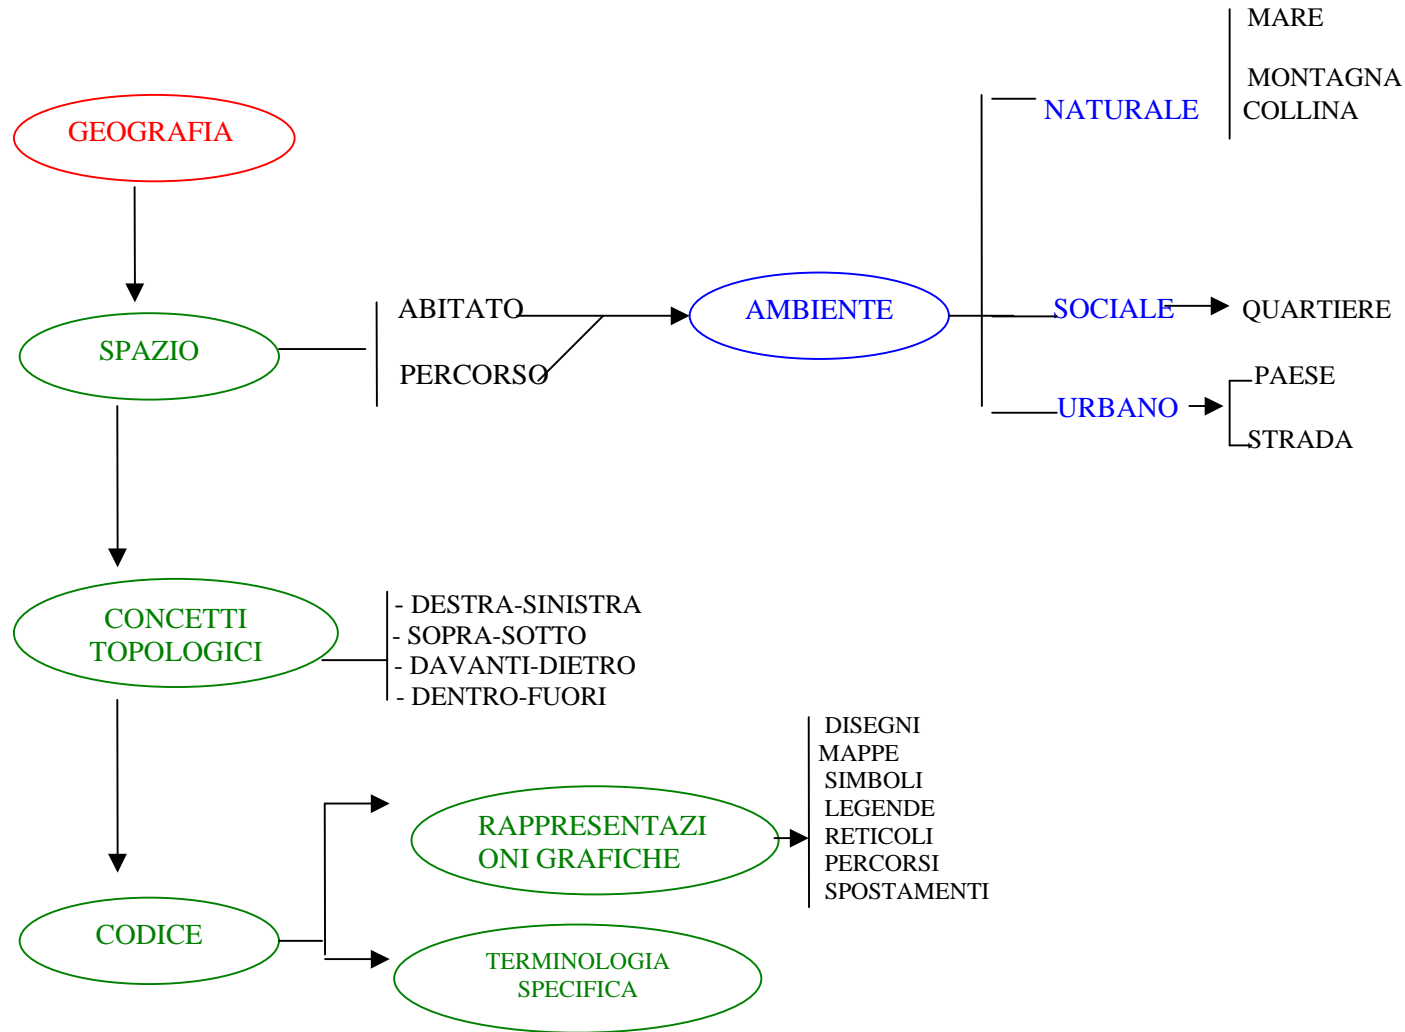 MARE
MONTAGNA
NATURALE
COLLINA
GEOGRAFIA
ABITATO
AMBIENTE
SOCIALE
QUARTIERE
SPAZIO
PERCORSO
PAESE
URBANO
STRADA
CONCETTI
TOPOLOGICI
- DESTRA-SINISTRA
- SOPRA-SOTTO
- DAVANTI-DIETRO
- DENTRO-FUORI
DISEGNI
MAPPE
SIMBOLI
LEGENDE
RETICOLI
PERCORSI
SPOSTAMENTI
RAPPRESENTAZI
ONI GRAFICHE
CODICE
TERMINOLOGIA
SPECIFICA